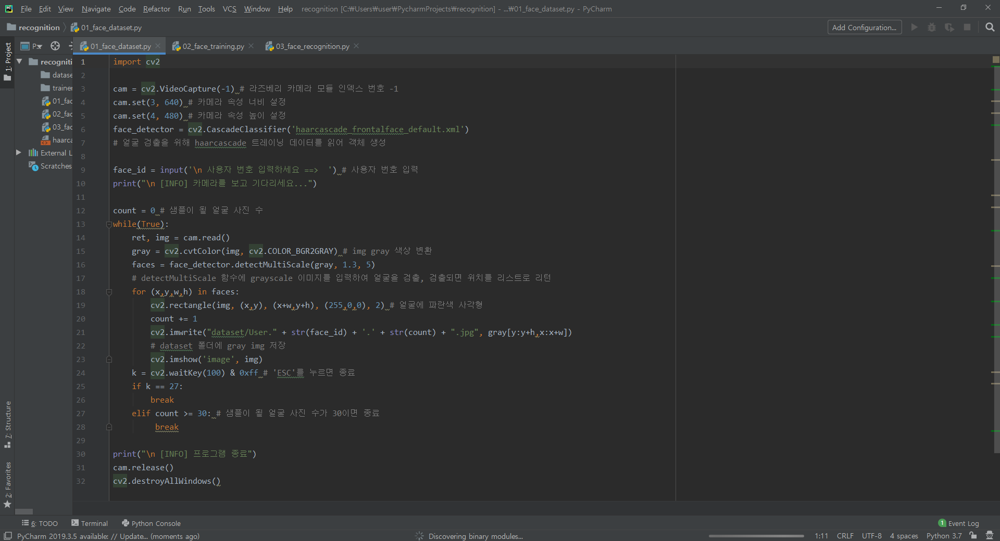 File Edit View Navigate Code Refactor Run Tools VCS Window Help recognition [C:₩Users₩user₩PycharmProjects₩recognition] - ...₩01_face_dataset.py - PyCharm
recognition 01_face_dataset.py Add Configuration...
1: Project
P..
01_face_dataset.py 02_face_training.py 03_face_recognition.py
recogniti
datase
trainer
01_fac
02_fac
03_fac
haarca
External L
Scratches
1 import cv2
2
3 cam = cv2.VideoCapture(-1) # 라즈베리 카메라 모듈 인덱스 번호 -1
4 cam.set(3, 640) # 카메라 속성 너비 설정
5 cam.set(4, 480) # 카메라 속성 높이 설정
6 face_detector = cv2.CascadeClassifier('haarcascade_frontalface_default.xml')
7 # 얼굴 검출을 위해 haarcascade 트레이닝 데이터를 읽어 객체 생성
8
9 face_id = input('\n 사용자 번호 입력하세요 ==>  ') # 사용자 번호 입력
10 print("\n [INFO] 카메라를 보고 기다리세요...")
11
12 count = 0 # 샘플이 될 얼굴 사진 수
13 while(True):
14     ret, img = cam.read()
15     gray = cv2.cvtColor(img, cv2.COLOR_BGR2GRAY) # img gray 색상 변환
16     faces = face_detector.detectMultiScale(gray, 1.3, 5)
17     # detectMultiScale 함수에 grayscale 이미지를 입력하여 얼굴을 검출, 검출되면 위치를 리스트로 리턴
18     for (x,y,w,h) in faces:
19         cv2.rectangle(img, (x,y), (x+w,y+h), (255,0,0), 2) # 얼굴에 파란색 사각형
20         count += 1
21         cv2.imwrite("dataset/User." + str(face_id) + '.' + str(count) + ".jpg", gray[y:y+h,x:x+w])
22         # dataset 폴더에 gray img 저장
23         cv2.imshow('image', img)
24     k = cv2.waitKey(100) & 0xff # 'ESC'를 누르면 종료
25     if k == 27:
26         break
27     elif count >= 30: # 샘플이 될 얼굴 사진 수가 30이면 종료
28          break
29
30 print("\n [INFO] 프로그램 종료")
31 cam.release()
32 cv2.destroyAllWindows()
7: Structure
2: Favorites
6: TODO Terminal Python Console 1 Event Log
PyCharm 2019.3.5 available: // Update... (moments ago) Discovering binary modules... 1:11 CRLF UTF-8 4 spaces Python 3.7